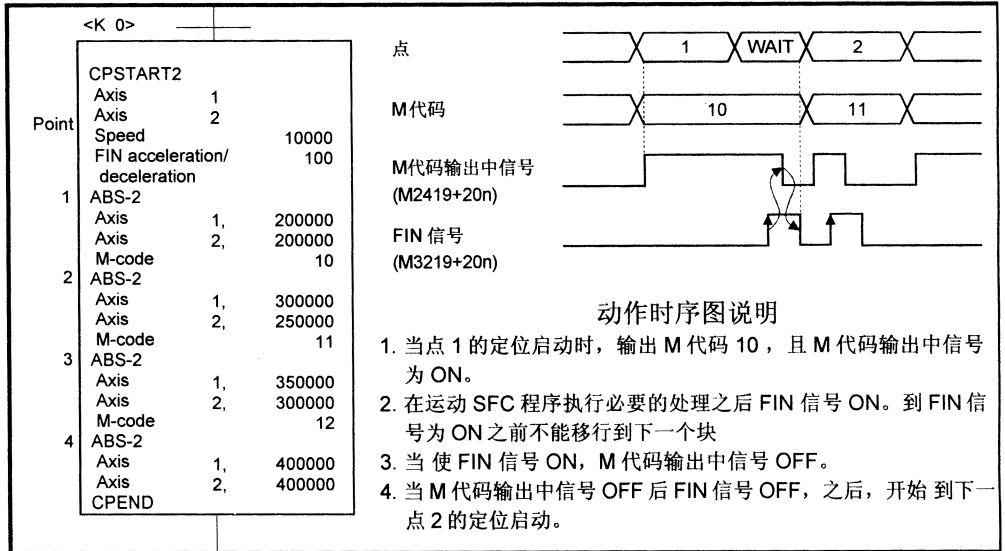 <K 0>
CPSTART2
Axis 1
Axis 2
Point
Speed 10000
FIN acceleration/ 100
deceleration
1 ABS-2
Axis 1, 200000
Axis 2, 200000
M-code 10
2 ABS-2
Axis 1, 300000
Axis 2, 250000
M-code 11
3 ABS-2
Axis 1, 350000
Axis 2, 300000
M-code 12
4 ABS-2
Axis 1, 400000
Axis 2, 400000
CPEND
点 1 WAIT 2
M代码 10 11
M代码输出中信号
(M2419+20n)
FIN 信号
(M3219+20n)
动作时序图说明
1. 当点 1 的定位启动时，输出 M 代码 10 ，且 M 代码输出中信号
为 ON。
2. 在运动 SFC 程序执行必要的处理之后 FIN 信号 ON。到 FIN 信
号为 ON 之前不能移行到下一个块
3. 当 使 FIN 信号 ON，M 代码输出中信号 OFF。
4. 当 M 代码输出中信号 OFF 后 FIN 信号 OFF，之后，开始 到下一
点 2 的定位启动。